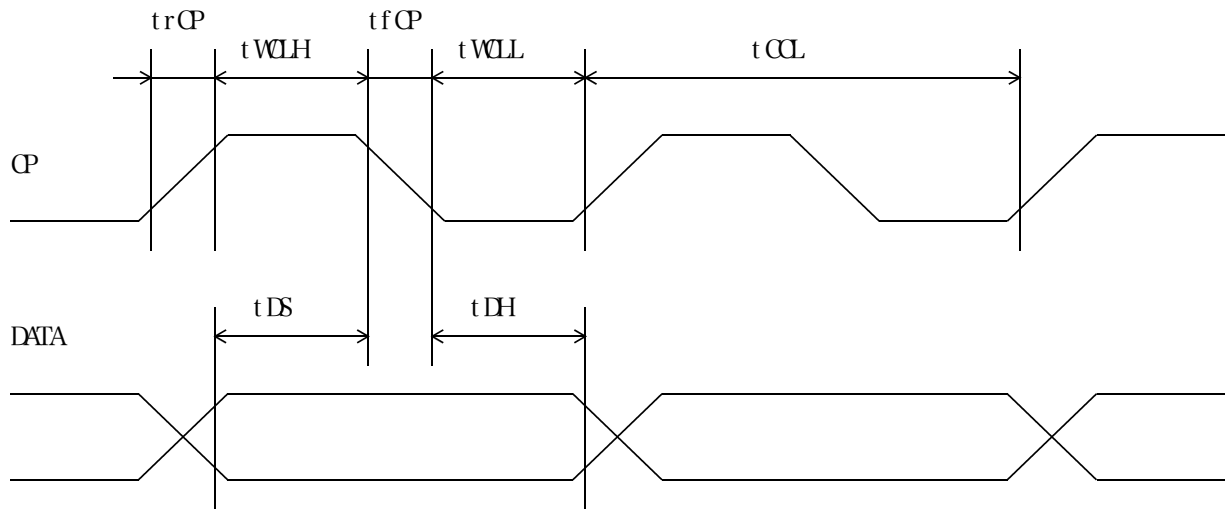 trCP
tfCP
tWCLH
tWCLL
tCCL
CP
tDS
tDH
DATA